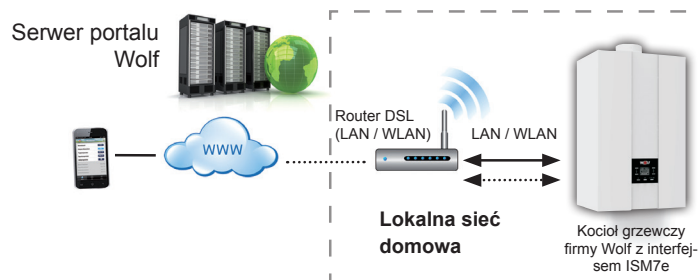 Serwer portalu
Wolf
Router DSL
(LAN / WLAN)
LAN / WLAN
www
Lokalna sieć
domowa
Kocioł grzewczy
firmy Wolf z interfej-
sem ISM7e